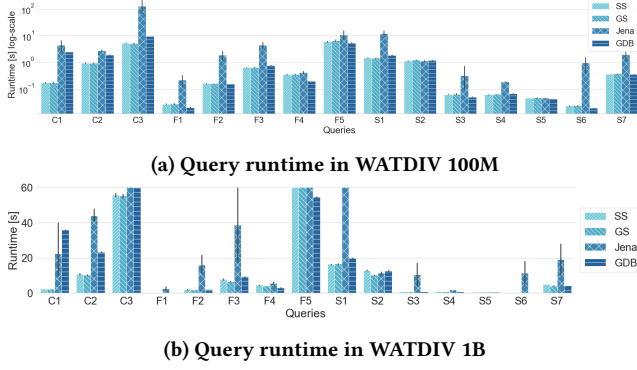 Runtime [s] log-scale
10²
10¹
10⁰
10⁻¹
SS
GS
Jena
GDB
C1 C2 C3 F1 F2 F3 F4 F5 S1 S2 S3 S4 S5 S6 S7
Queries
(a) Query runtime in WATDIV 100M
Runtime [s]
60
40
20
0
SS
GS
Jena
GDB
C1 C2 C3 F1 F2 F3 F4 F5 S1 S2 S3 S4 S5 S6 S7
Queries
(b) Query runtime in WATDIV 1B